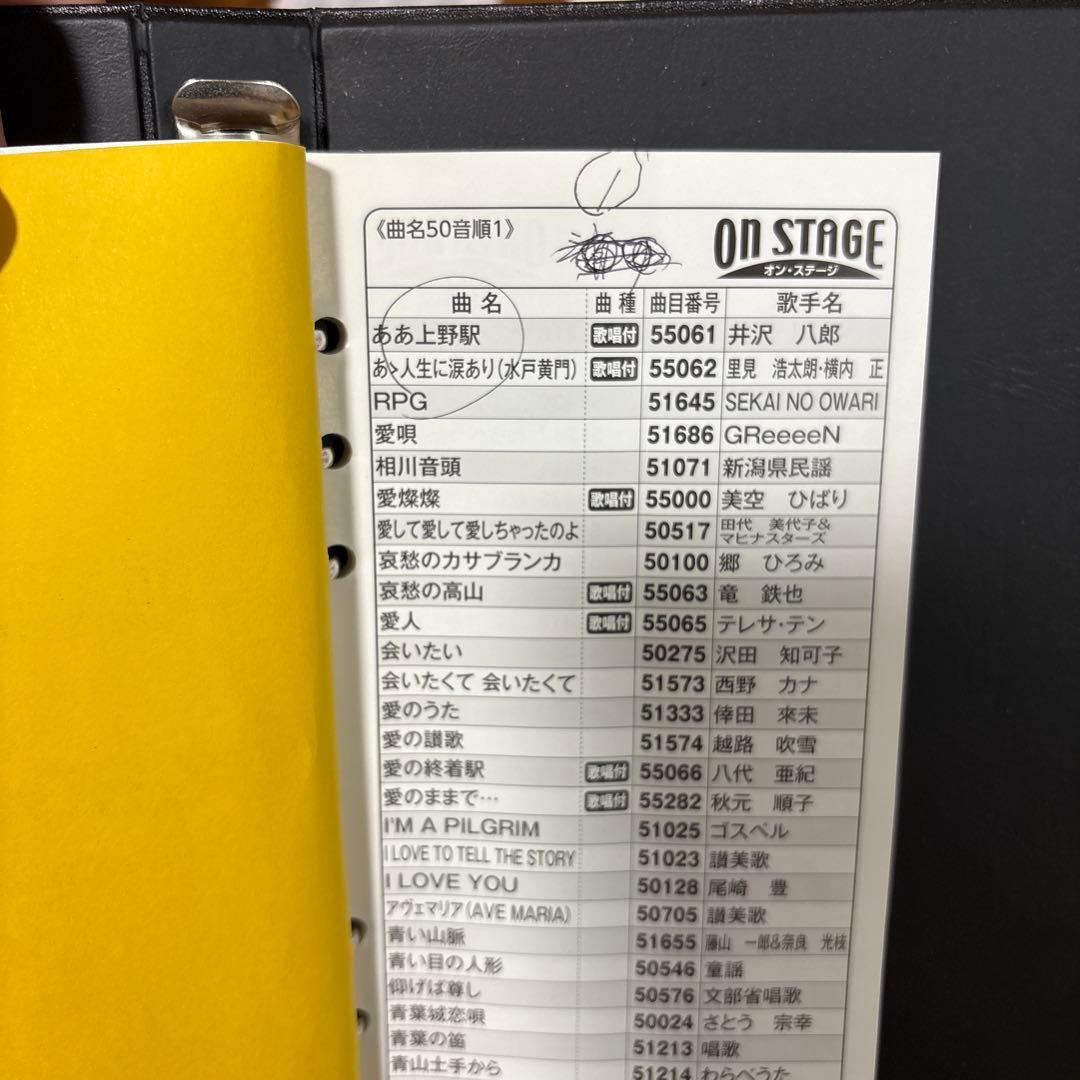 《曲名50音順1》
ON STAGE
オン・ステージ
曲名 曲種 曲目番号 歌手名
ああ上野駅 歌唱付 55061 井沢 八郎
あゝ人生に涙あり(水戸黄門) 歌唱付 55062 里見 浩太朗・横内 正
RPG 51645 SEKAI NO OWARI
愛唄 51686 GReeeeN
相川音頭 51071 新潟県民謡
愛燦燦 歌唱付 55000 美空 ひばり
愛して愛して愛しちゃったのよ 50517 田代 美代子&マヒナスターズ
哀愁のカサブランカ 50100 郷 ひろみ
哀愁の高山 歌唱付 55063 竜 鉄也
愛人 歌唱付 55065 テレサ・テン
会いたい 50275 沢田 知可子
会いたくて 会いたくて 51573 西野 カナ
愛のうた 51333 倖田 來未
愛の讃歌 51574 越路 吹雪
愛の終着駅 歌唱付 55066 八代 亜紀
愛のままで… 歌唱付 55282 秋元 順子
I'M A PILGRIM 51025 ゴスペル
I LOVE TO TELL THE STORY 51023 讃美歌
I LOVE YOU 50128 尾崎 豊
アヴェマリア(AVE MARIA) 50705 讃美歌
青い山脈 51655 藤山 一郎&奈良 光枝
青い目の人形 50546 童謡
仰げば尊し 50576 文部省唱歌
青葉城恋唄 50024 さとう 宗幸
青葉の笛 51213 唱歌
青山土手から 51214 わらべうた